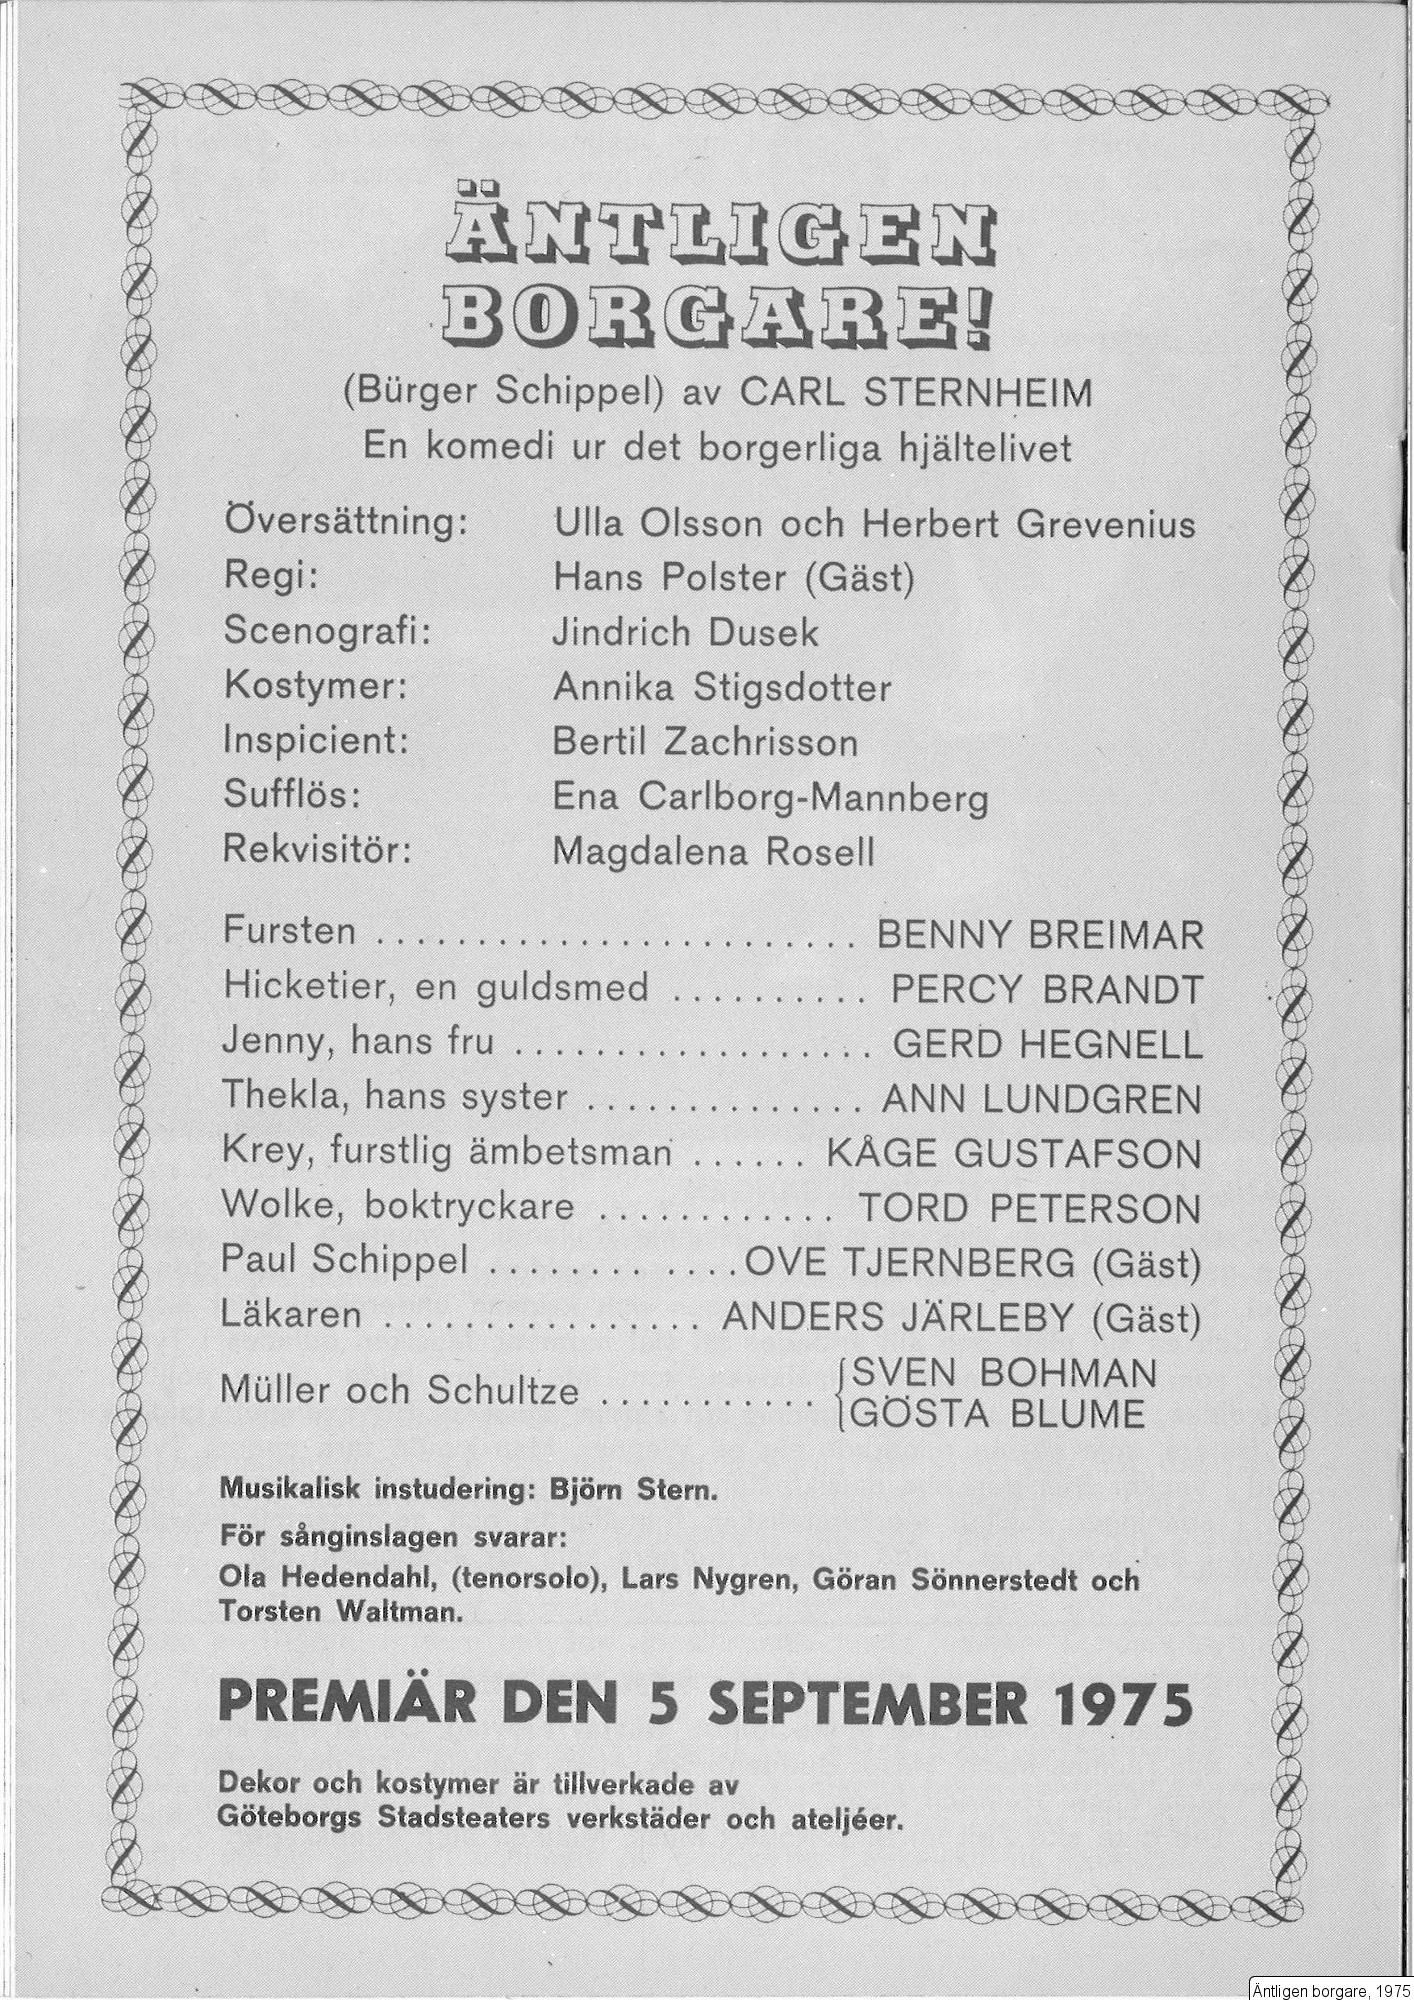 ÄNTLIGEN
BORGARE!
(Bürger Schippel) av CARL STERNHEIM
En komedi ur det borgerliga hjältelivet
Översättning: Ulla Olsson och Herbert Grevenius
Regi: Hans Polster (Gäst)
Scenografi: Jindrich Dusek
Kostymer: Annika Stigsdotter
Inspicient: Bertil Zachrisson
Sufflös: Ena Carlborg-Mannberg
Rekvisitör: Magdalena Rosell
Fursten ........................ BENNY BREIMAR
Hicketier, en guldsmed .......... PERCY BRANDT
Jenny, hans fru .................. GERD HEGNELL
Thekla, hans syster .............. ANN LUNDGREN
Krey, furstlig ämbetsman ...... KÅGE GUSTAFSON
Wolke, boktryckare ............ TORD PETERSON
Paul Schippel ........ ....OVE TJERNBERG (Gäst)
Läkaren ................ ANDERS JÄRLEBY (Gäst)
Müller och Schultze ........... {SVEN BOHMAN
GÖSTA BLUME
Musikalisk instudering: Björn Stern.
För sånginslagen svarar:
Ola Hedendahl, (tenorsolo), Lars Nygren, Göran Sönnerstedt och
Torsten Waltman.
PREMIÄR DEN 5 SEPTEMBER 1975
Dekor och kostymer är tillverkade av
Göteborgs Stadsteaters verkstäder och ateljéer.
Äntligen borgare, 1975